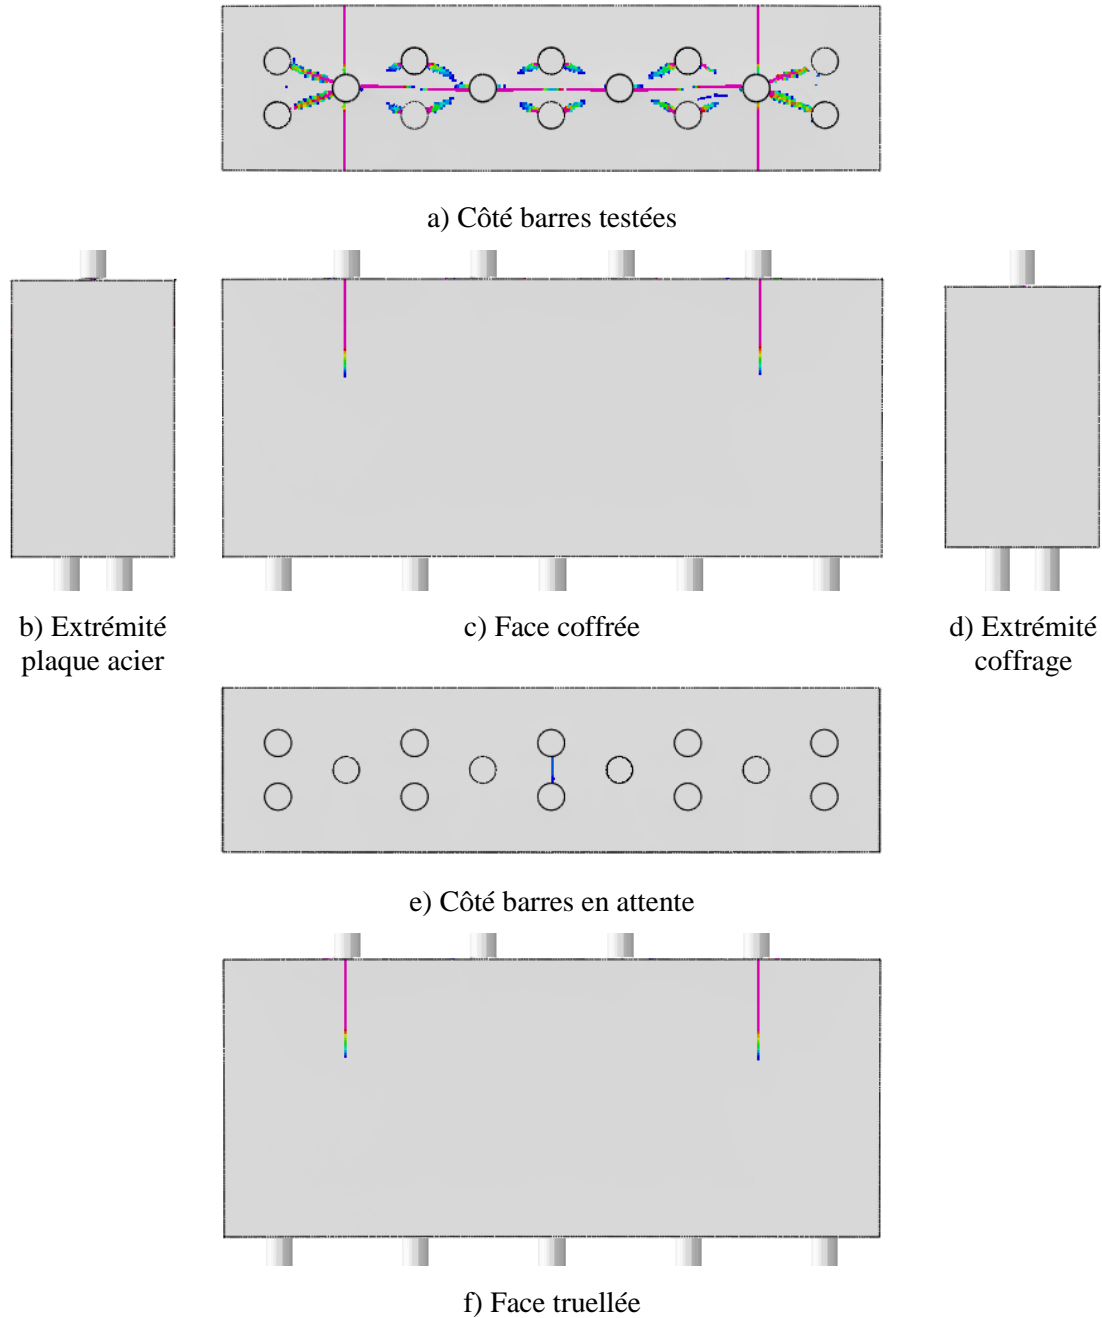 a) Côté barres testées
b) Extrémité
plaque acier
c) Face coffrée
d) Extrémité
coffrage
e) Côté barres en attente
f) Face truellée